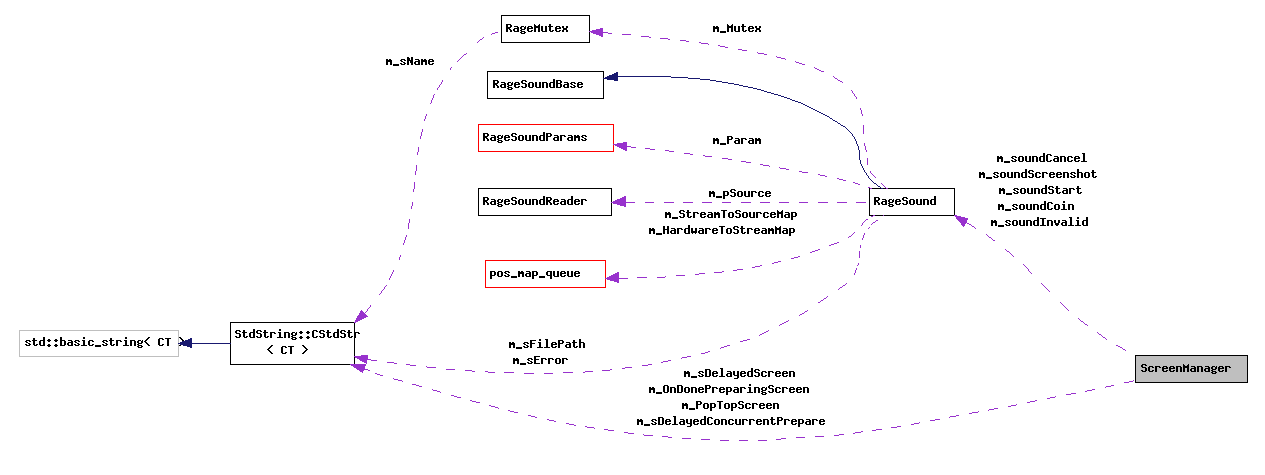 RageMutex
m_Mutex
m_sName
RageSoundBase
RageSoundParams
m_Param
m_soundCancel
m_soundScreenshot
m_soundStart
m_soundCoin
m_soundInvalid
RageSoundReader
m_pSource
RageSound
m_StreamToSourceMap
m_HardwareToStreamMap
pos_map_queue
std::basic_string< CT >
StdString::CStdStr
< CT >
m_sFilePath
m_sError
ScreenManager
m_sDelayedScreen
m_OnDonePreparingScreen
m_PopTopScreen
m_sDelayedConcurrentPrepare